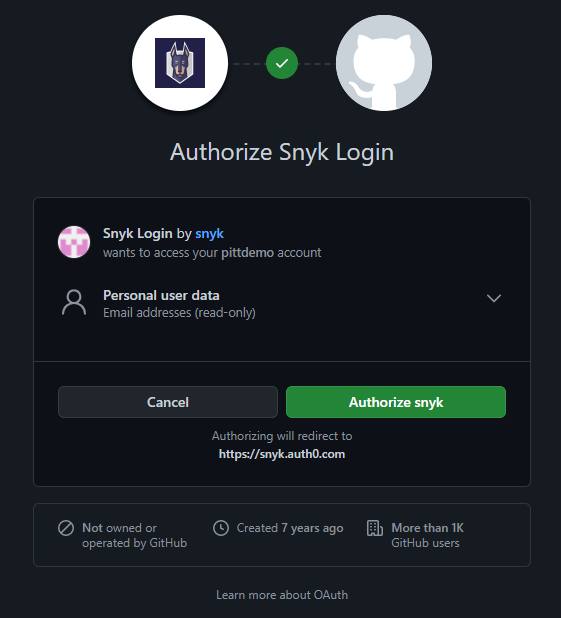 Authorize Snyk Login
Snyk Login by snyk
wants to access your pittdemo account
Personal user data
Email addresses (read-only)
Cancel
Authorize snyk
Authorizing will redirect to
https://snyk.auth0.com
Not owned or
operated by GitHub
Created 7 years ago
More than 1K
GitHub users
Learn more about OAuth